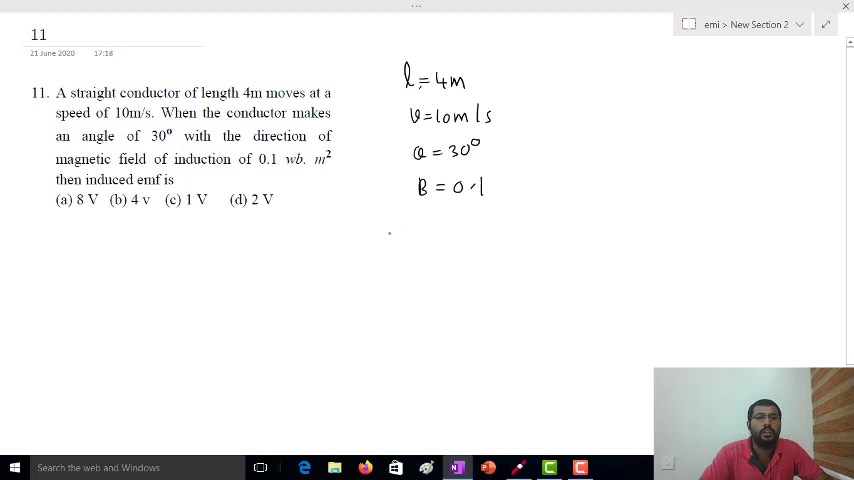 emi > New Section 2
11
21 June 2020 17:18
11. A straight conductor of length 4m moves at a
speed of 10m/s. When the conductor makes
an angle of 30° with the direction of
magnetic field of induction of 0.1 wb. m²
then induced emf is
(a) 8 V (b) 4 v (c) 1 V (d) 2 V
l = 4m
v = 10m/s
θ = 30°
B = 0.1
Search the web and Windows